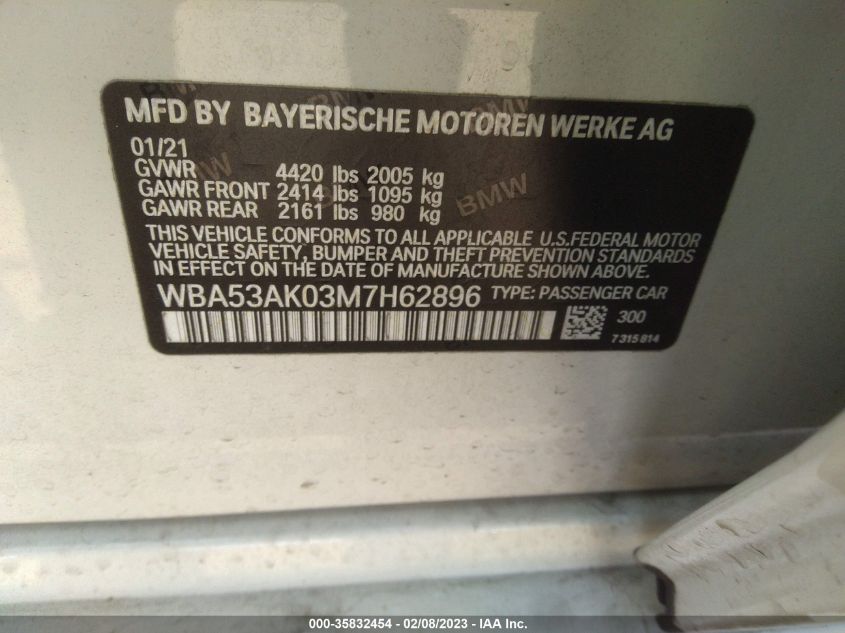 MFD BY BAYERISCHE MOTOREN WERKE AG
01/21
GVWR 4420 lbs 2005 kg
GAWR FRONT 2414 lbs 1095 kg
GAWR REAR 2161 lbs 980 kg
THIS VEHICLE CONFORMS TO ALL APPLICABLE U.S.FEDERAL MOTOR
VEHICLE SAFETY, BUMPER AND THEFT PREVENTION STANDARDS
IN EFFECT ON THE DATE OF MANUFACTURE SHOWN ABOVE.
WBA53AK03M7H62896 TYPE: PASSENGER CAR
300
7 315 814
BMW
BMW
BMW
BMW
000-35832454 - 02/08/2023 - © IAA Inc.